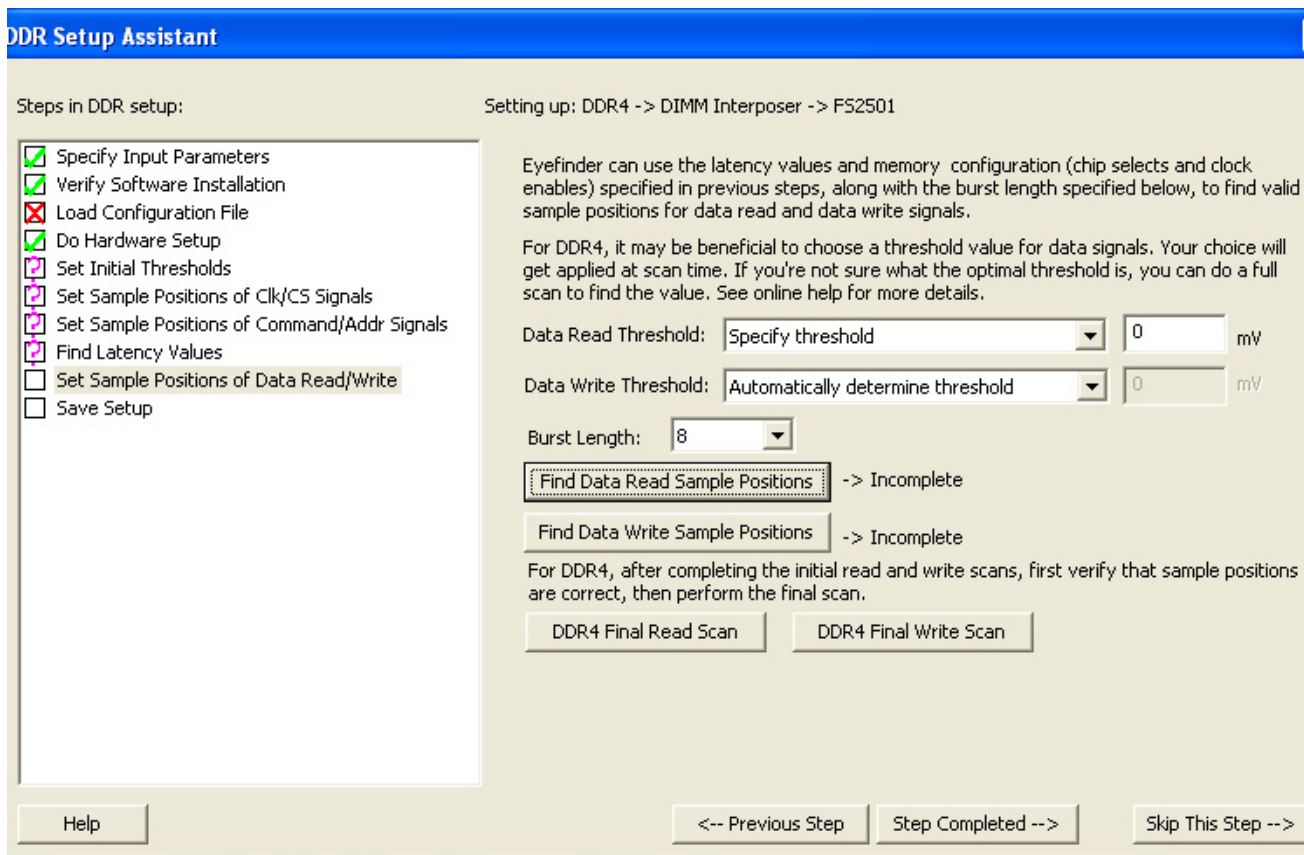 DDR Setup Assistant
Steps in DDR setup:
Setting up: DDR4 -> DIMM Interposer -> FS2501
Specify Input Parameters
Verify Software Installation
Load Configuration File
Do Hardware Setup
Set Initial Thresholds
Set Sample Positions of Clk/CS Signals
Set Sample Positions of Command/Addr Signals
Find Latency Values
Set Sample Positions of Data Read/Write
Save Setup
Eyefinder can use the latency values and memory configuration (chip selects and clock
enables) specified in previous steps, along with the burst length specified below, to find valid
sample positions for data read and data write signals.
For DDR4, it may be beneficial to choose a threshold value for data signals. Your choice will
get applied at scan time. If you're not sure what the optimal threshold is, you can do a full
scan to find the value. See online help for more details.
Data Read Threshold: Specify threshold 0 mV
Data Write Threshold: Automatically determine threshold 0 mV
Burst Length: 8
Find Data Read Sample Positions -> Incomplete
Find Data Write Sample Positions -> Incomplete
For DDR4, after completing the initial read and write scans, first verify that sample positions
are correct, then perform the final scan.
DDR4 Final Read Scan DDR4 Final Write Scan
Help <-- Previous Step Step Completed --> Skip This Step -->